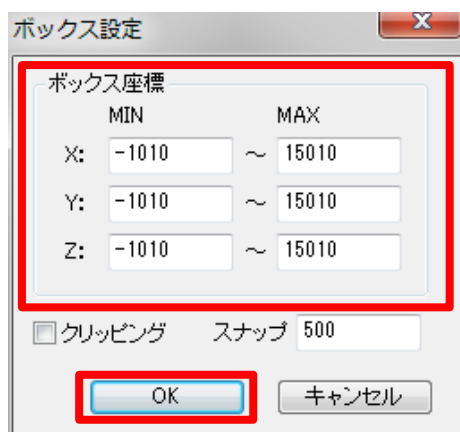 ボックス設定
ボックス座標
MIN MAX
X: -1010 ～ 15010
Y: -1010 ～ 15010
Z: -1010 ～ 15010
クリッピング スナップ 500
OK キャンセル